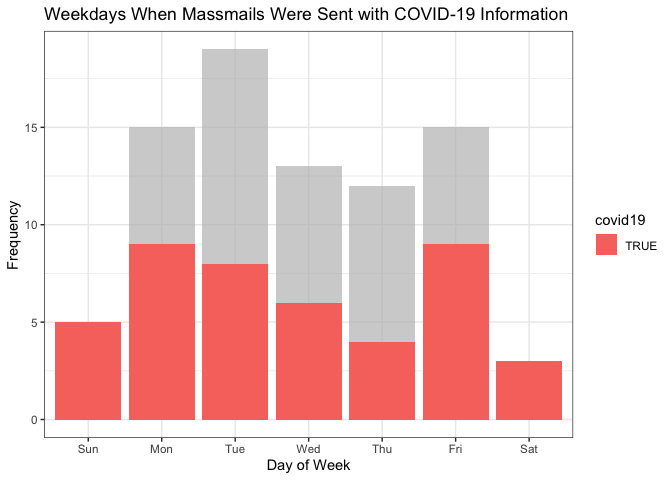 Weekdays When Massmails Were Sent with COVID-19 Information
Frequency
15
10
5
0
Sun Mon Tue Wed Thu Fri Sat
Day of Week
covid19
TRUE